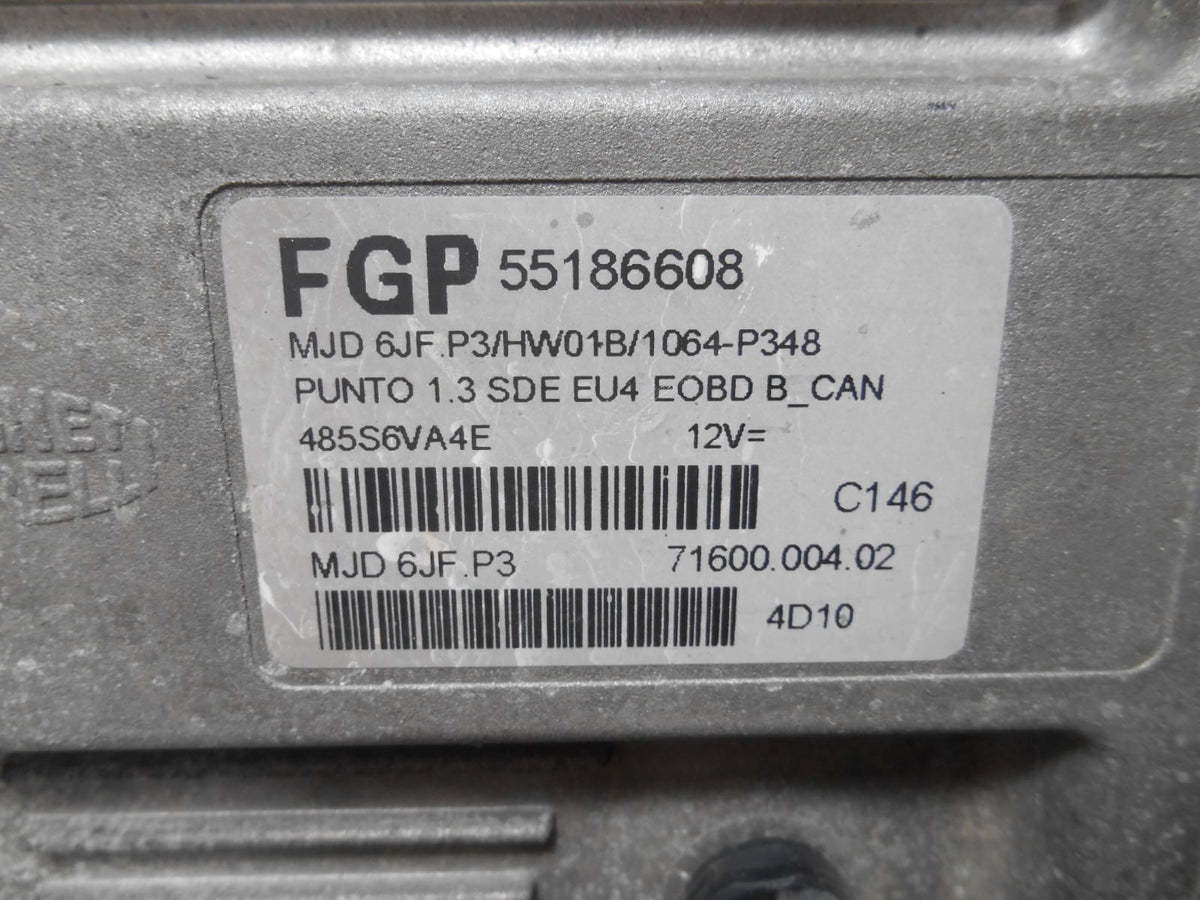 FGP 55186608
MJD 6JF.P3/HW01B/1064-P348
PUNTO 1.3 SDE EU4 EOBD B_CAN
485S6VA4E 12V=
C146
MJD 6JF.P3 71600.004.02
4D10